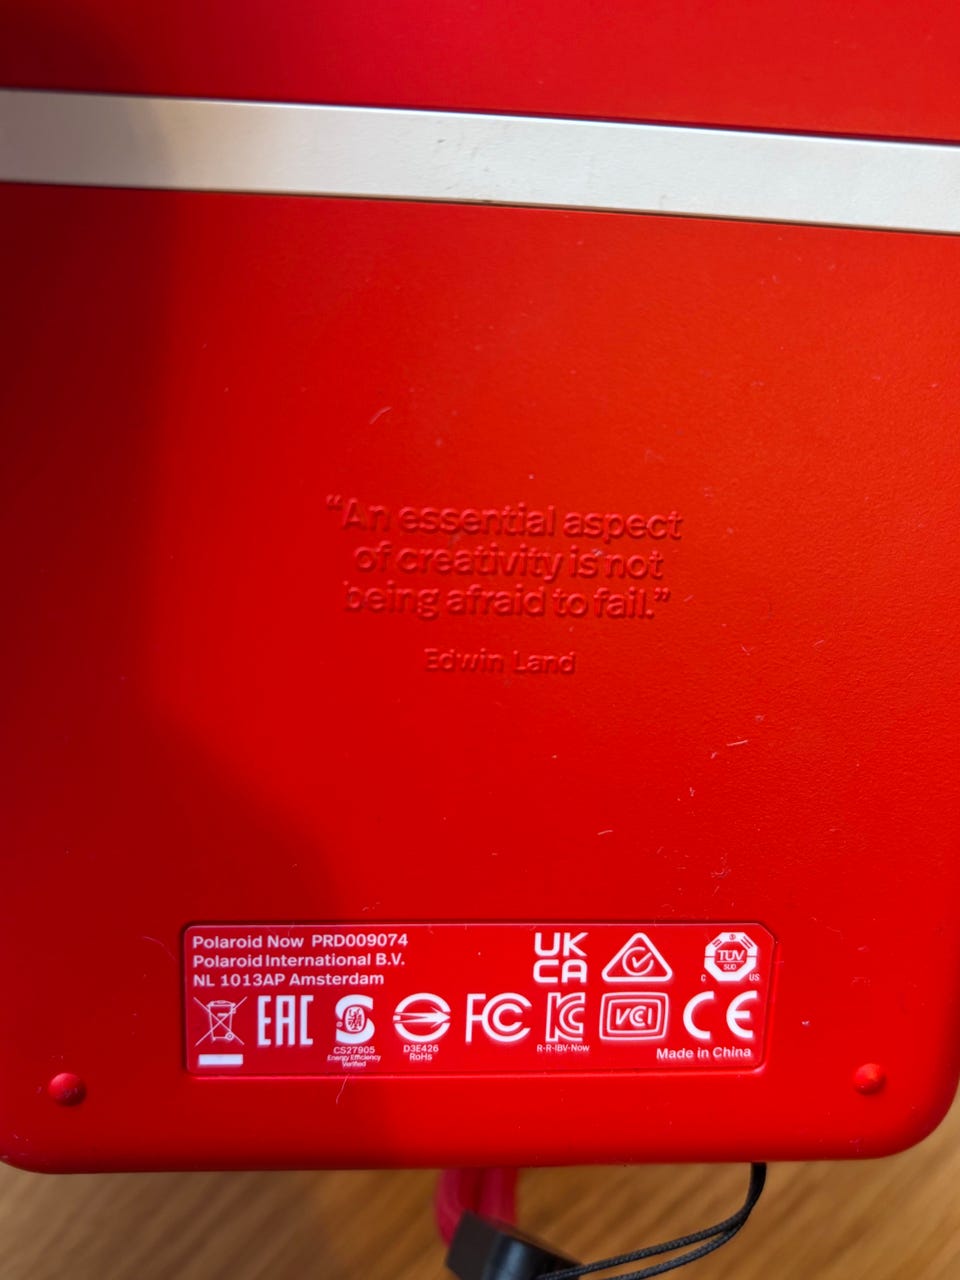 “An essential aspect
of creativity is not
being afraid to fail.”
Edwin Land
Polaroid Now PRD009074
Polaroid International B.V.
NL 1013AP Amsterdam
UK
CA
TÜV
SÜD
C US
EAC
CS27905
Energy Efficiency
Verified
D3E426
RoHs
FC
KC
R-R-IBV-Now
VCI
CE
Made in China